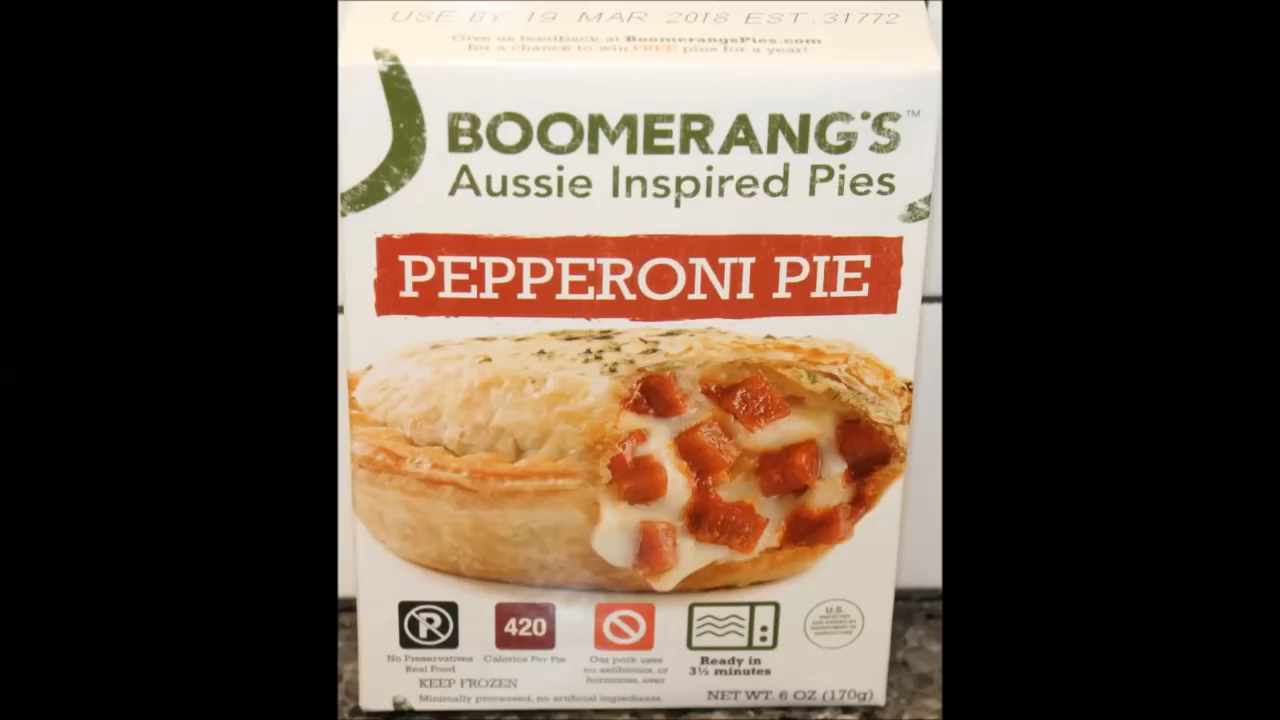 USE BY 19 MAR 2018 EST.31772
Give us feedback at BoomerangsPies.com
for a chance to win FREE pies for a year!
BOOMERANG'S™
Aussie Inspired Pies
PEPPERONI PIE
P
No Preservatives
Real Food
420
Calories Per Pie
Our pork uses
no antibiotics, or
hormones, ever
Ready in
3½ minutes
U.S.
KEEP FROZEN
Minimally processed, no artificial ingredients.
NET WT. 6 OZ (170g)